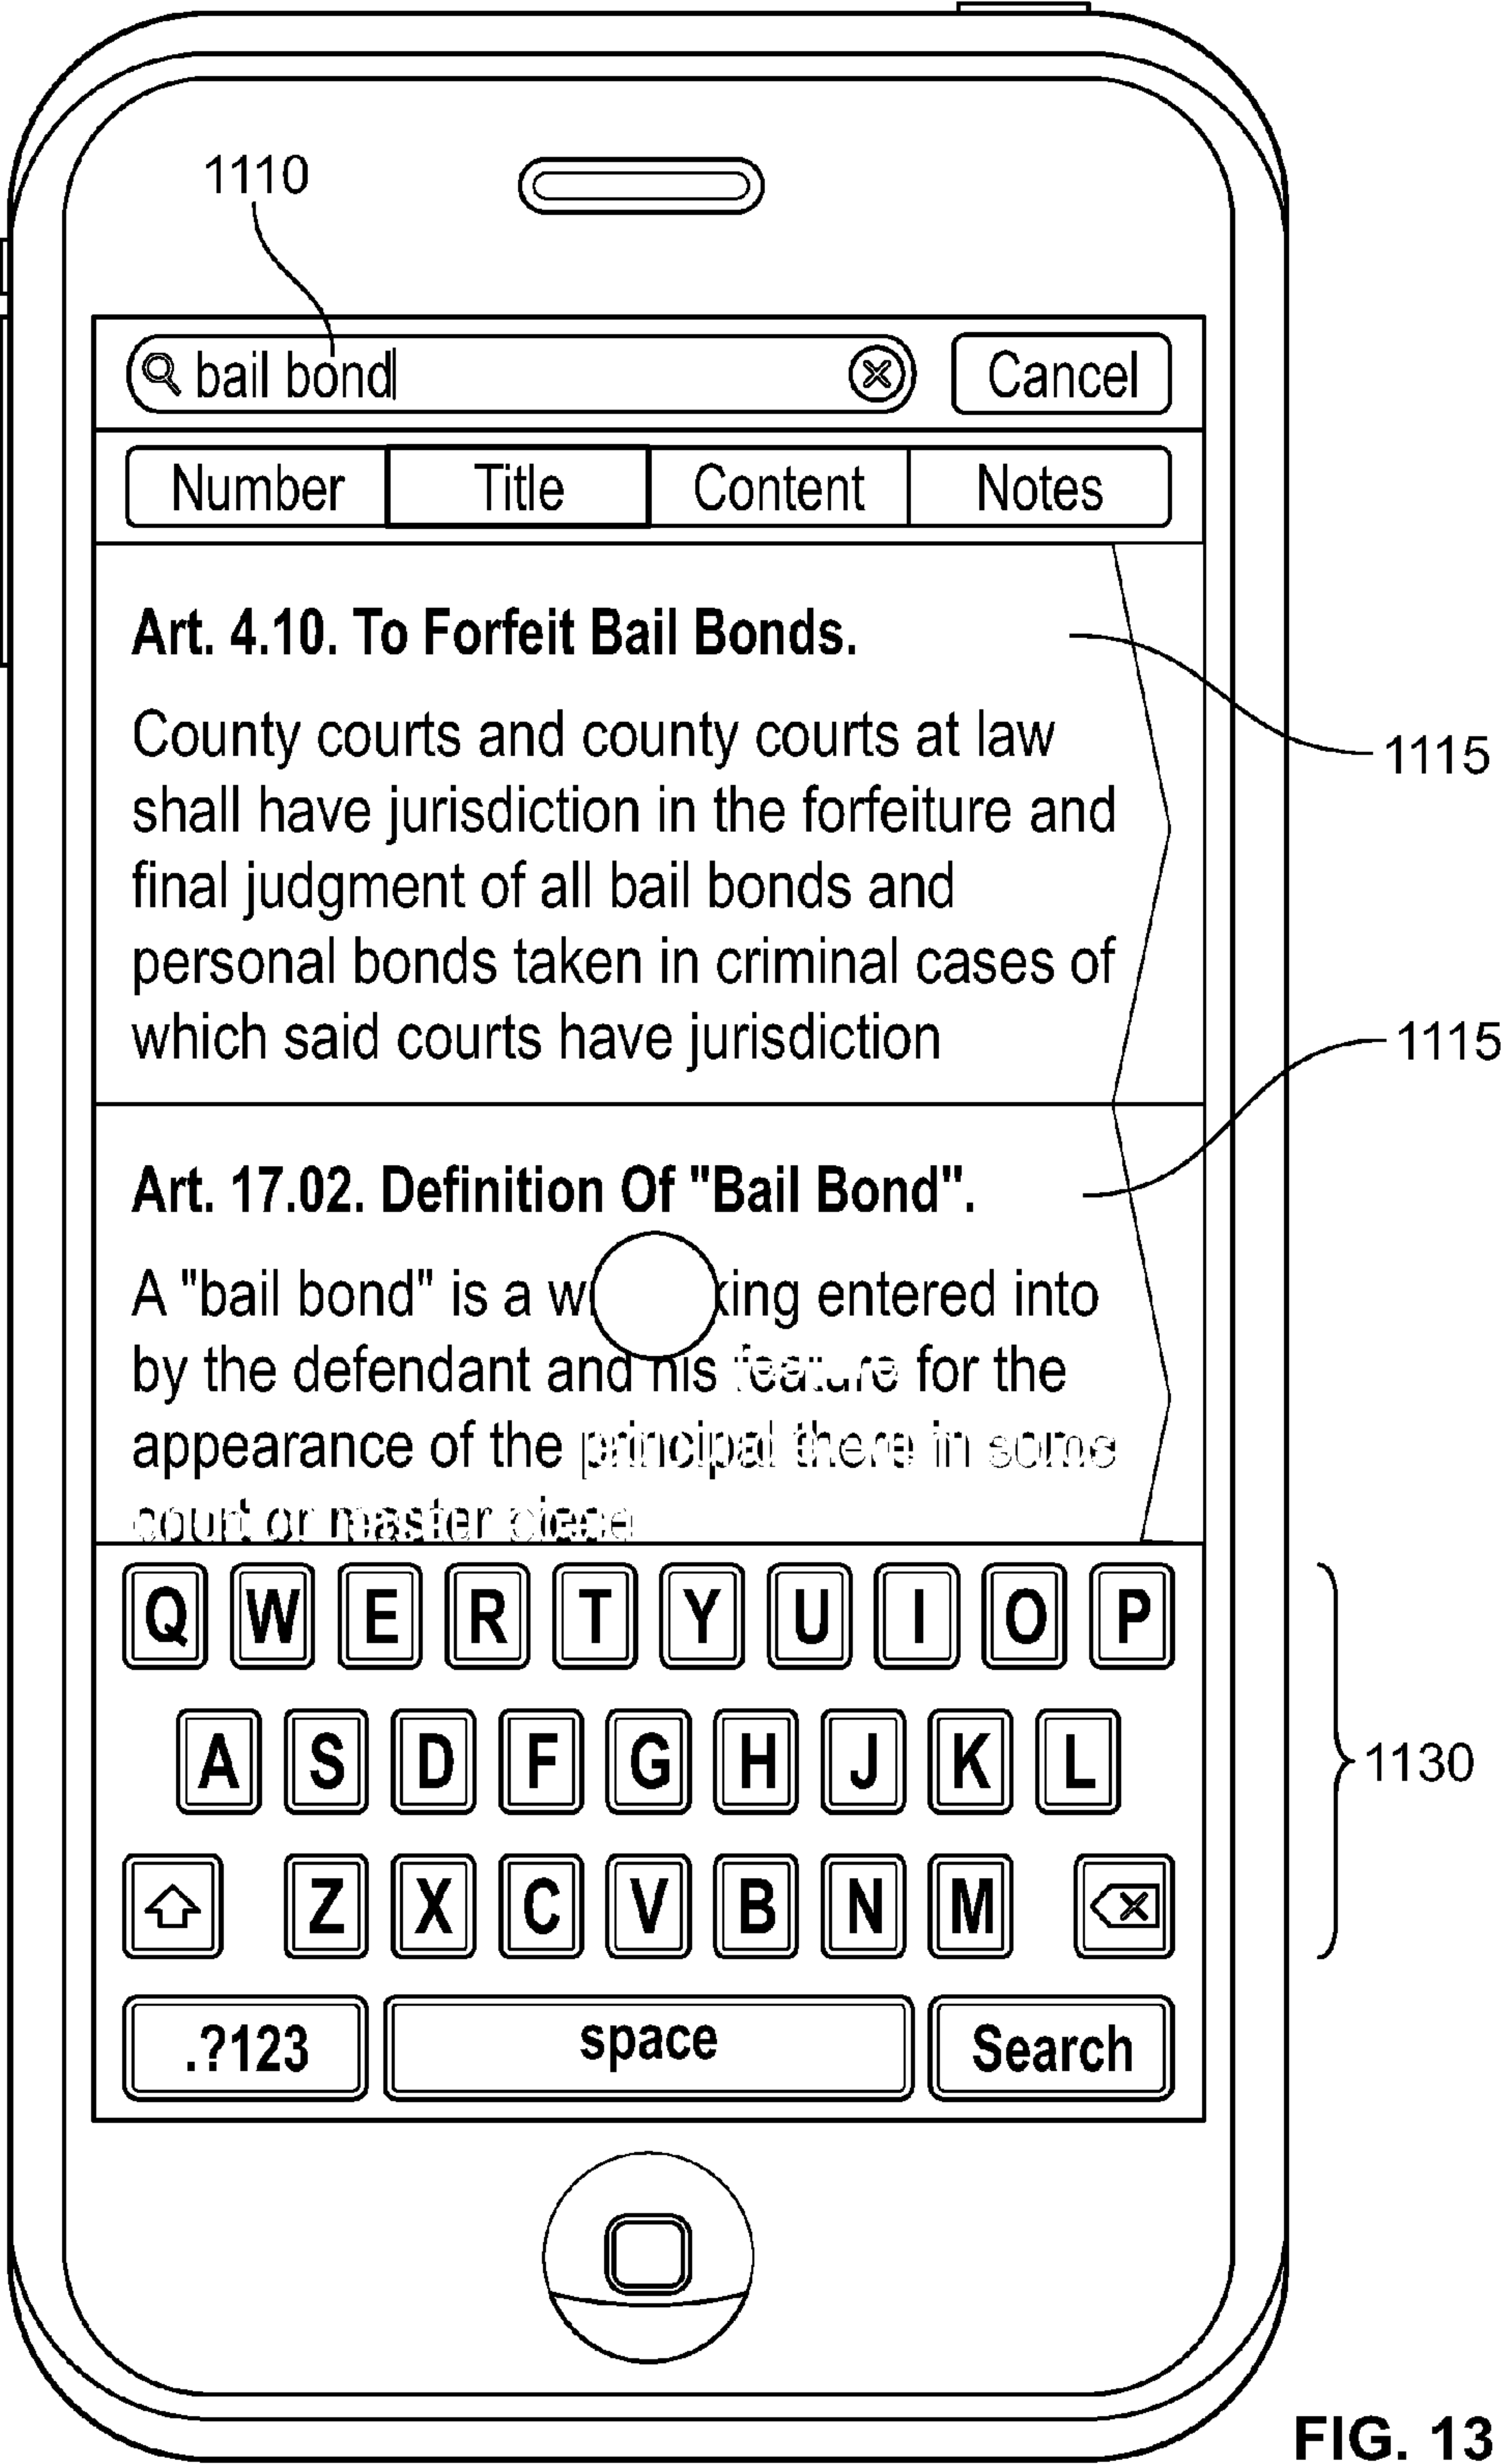 1110
bail bond
Cancel
Number Title Content Notes
Art. 4.10. To Forfeit Bail Bonds.
1115
County courts and county courts at law
shall have jurisdiction in the forfeiture and
final judgment of all bail bonds and
personal bonds taken in criminal cases of
which said courts have jurisdiction
1115
Art. 17.02. Definition Of "Bail Bond".
A "bail bond" is a entered into
by the defendant and his for the
appearance of the
Q W E R T Y U I O P
A S D F G H J K L
1130
Z X C V B N M
.?123 space Search
FIG. 13